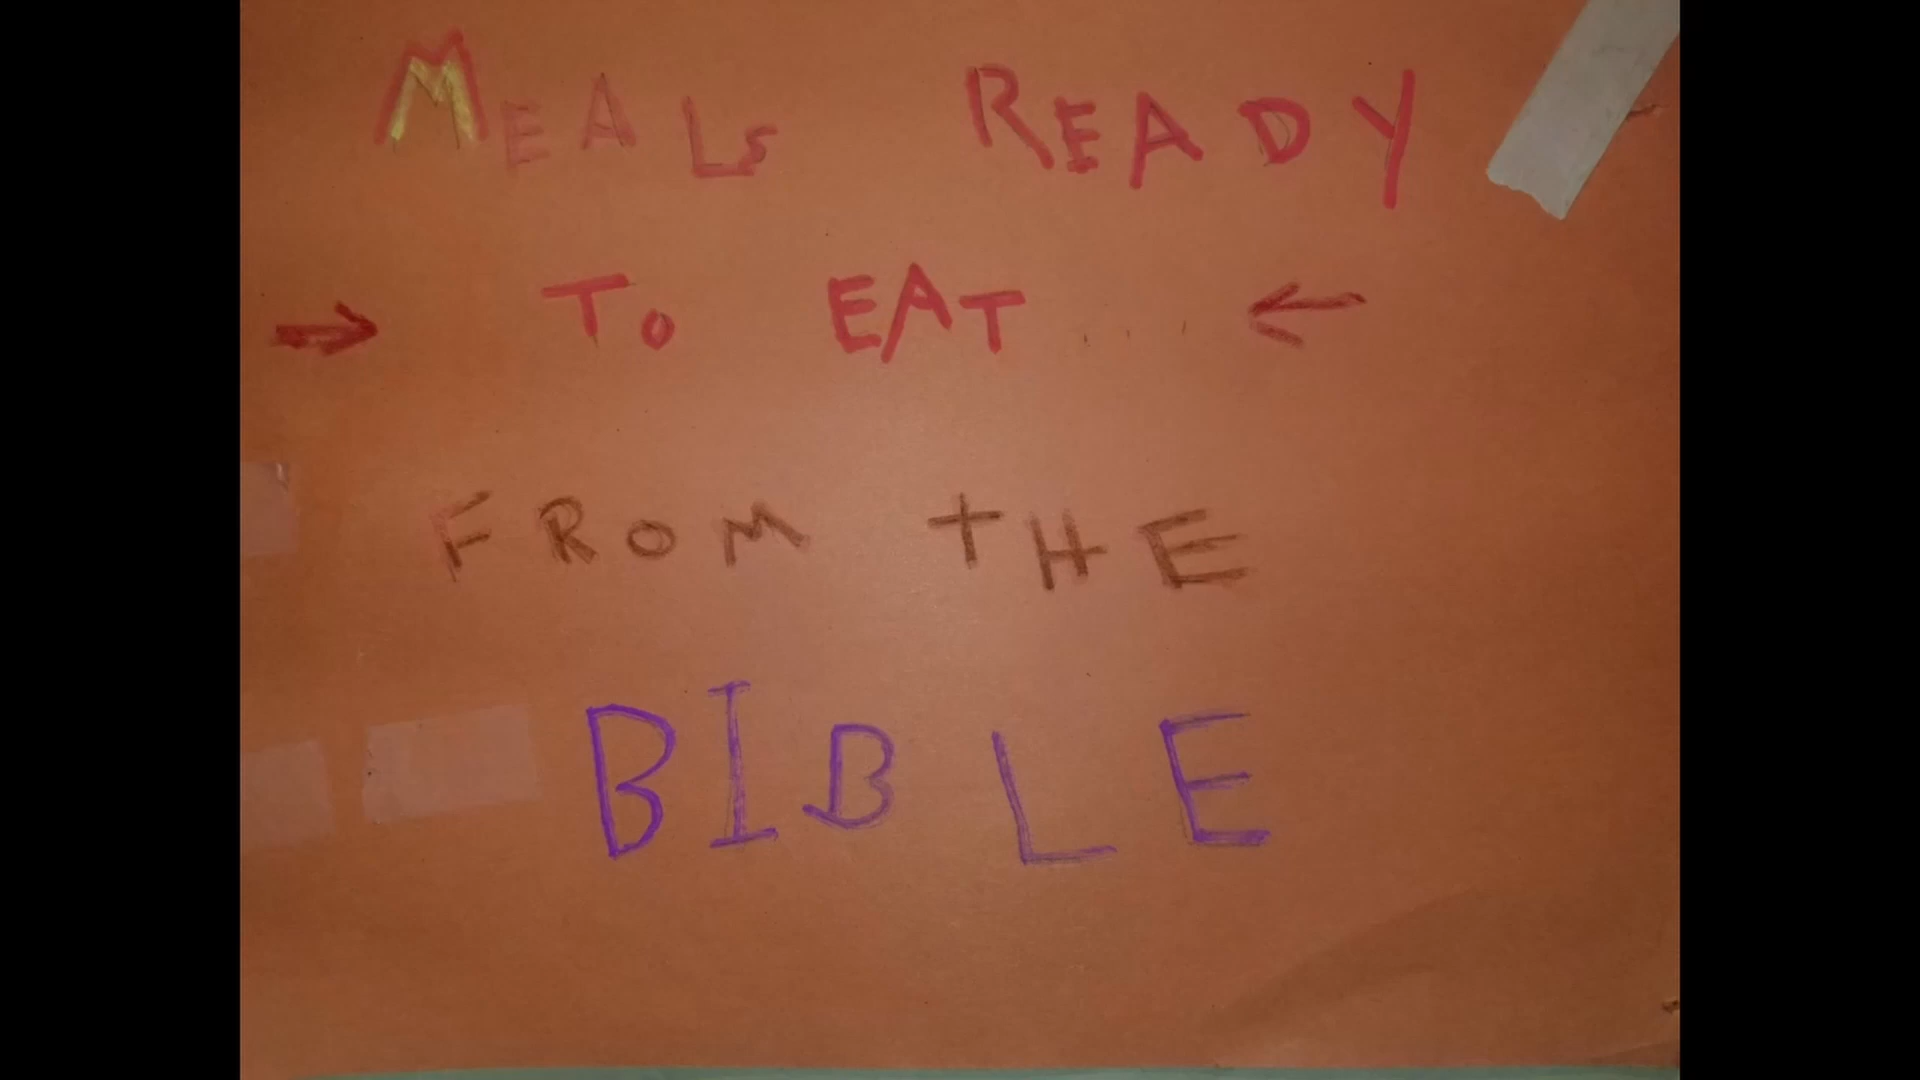 MEALs READY
→ To EAT.... ←
FROM tHE
BIBLE